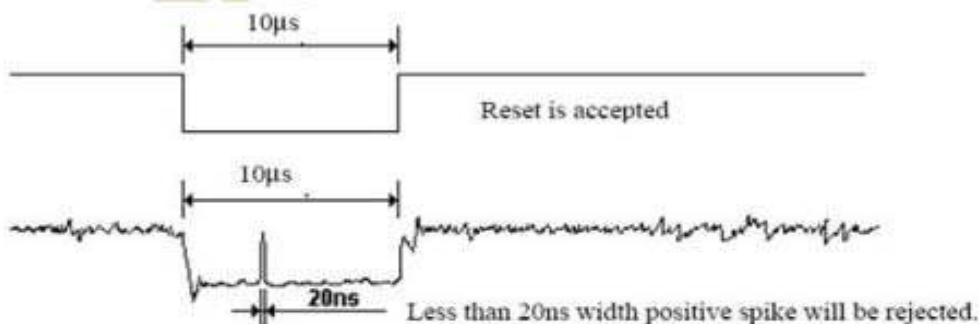 10µs
Reset is accepted
10µs
20ns
Less than 20ns width positive spike will be rejected.